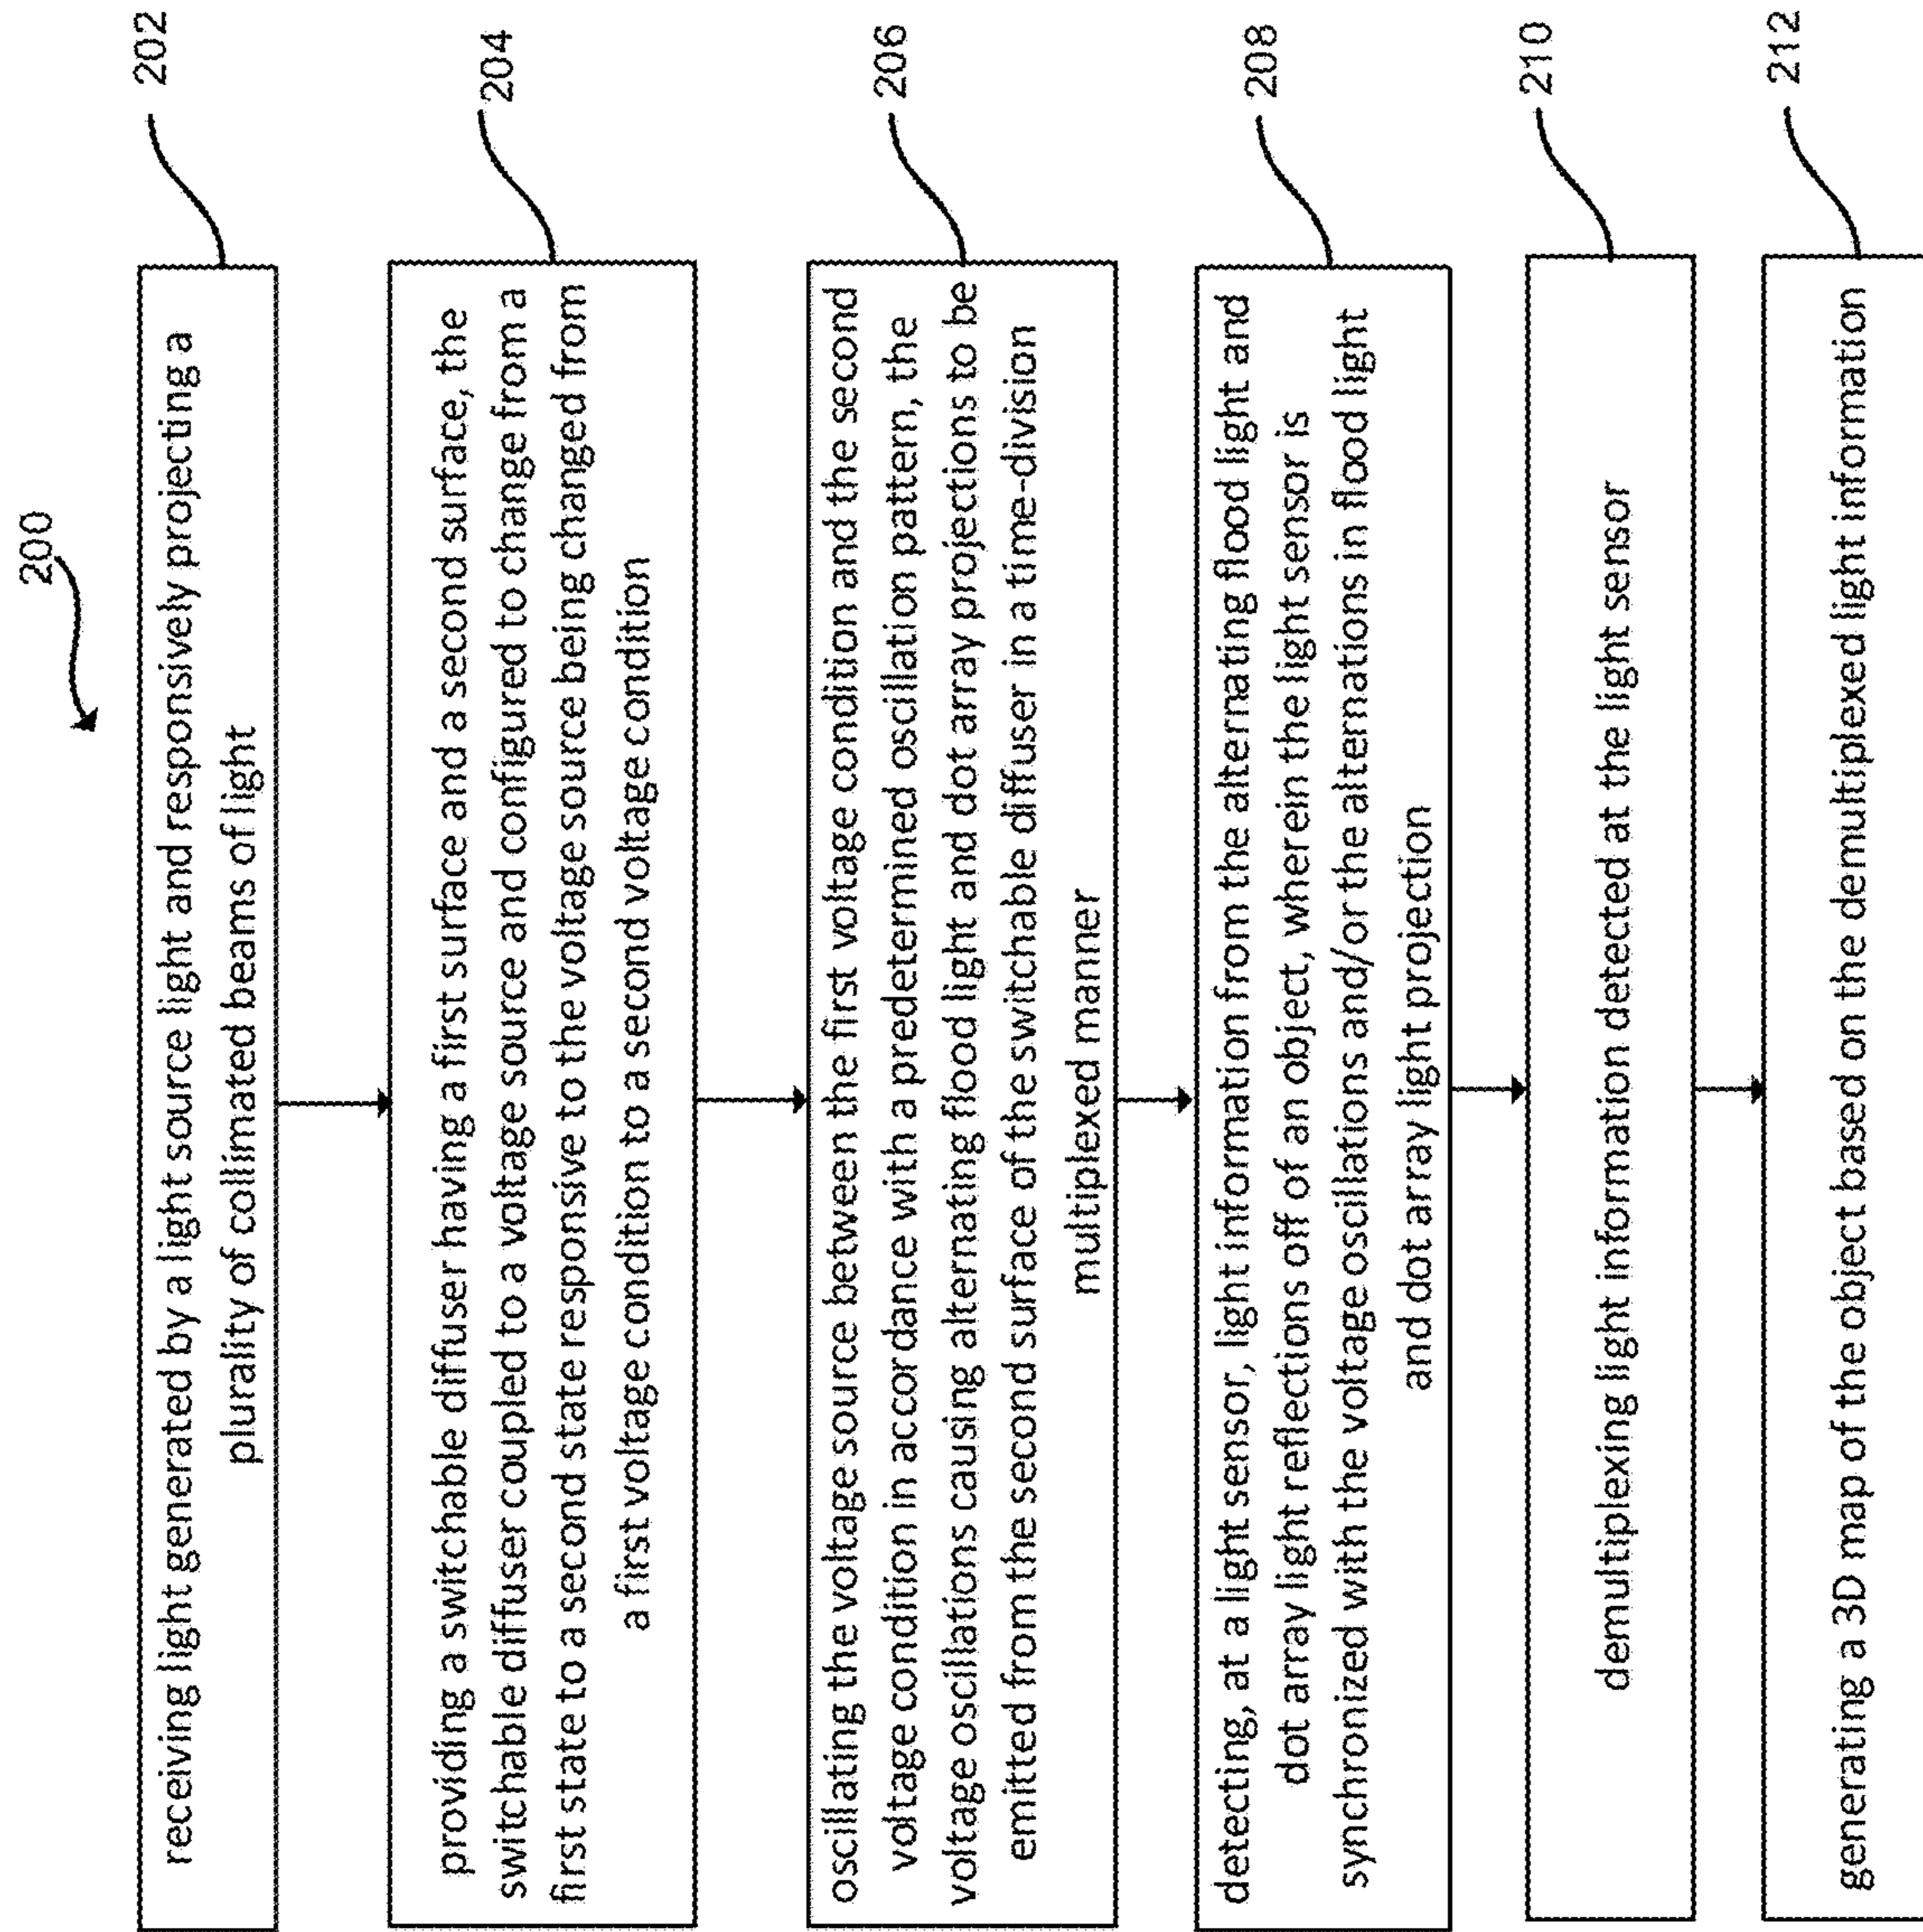 200
receiving light generated by a light source light and responsively projecting a
plurality of collimated beams of light
202
providing a switchable diffuser having a first surface and a second surface, the
switchable diffuser coupled to a voltage source and configured to change from a
first state to a second state responsive to the voltage source being changed from
a first voltage condition to a second voltage condition
204
oscillating the voltage source between the first voltage condition and the second
voltage condition in accordance with a predetermined oscillation pattern, the
voltage oscillations causing alternating flood light and dot array projections to be
emitted from the second surface of the switchable diffuser in a time-division
multiplexed manner
206
detecting, at a light sensor, light information from the alternating flood light and
dot array light reflections off of an object, wherein the light sensor is
synchronized with the voltage oscillations and/or the alternations in flood light
and dot array light projection
208
demultiplexing light information detected at the light sensor
210
generating a 3D map of the object based on the demultiplexed light information
212